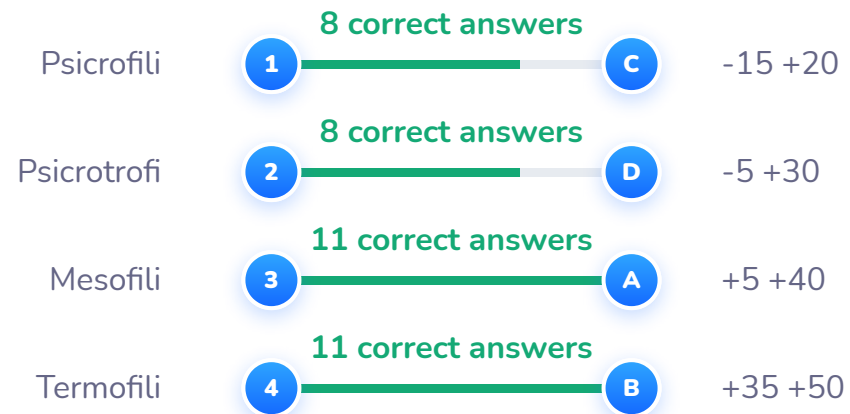 8 correct answers
Psicrofili 1 C -15 +20
8 correct answers
Psicotrofi 2 D -5 +30
11 correct answers
Mesofili 3 A +5 +40
11 correct answers
Termofili 4 B +35 +50